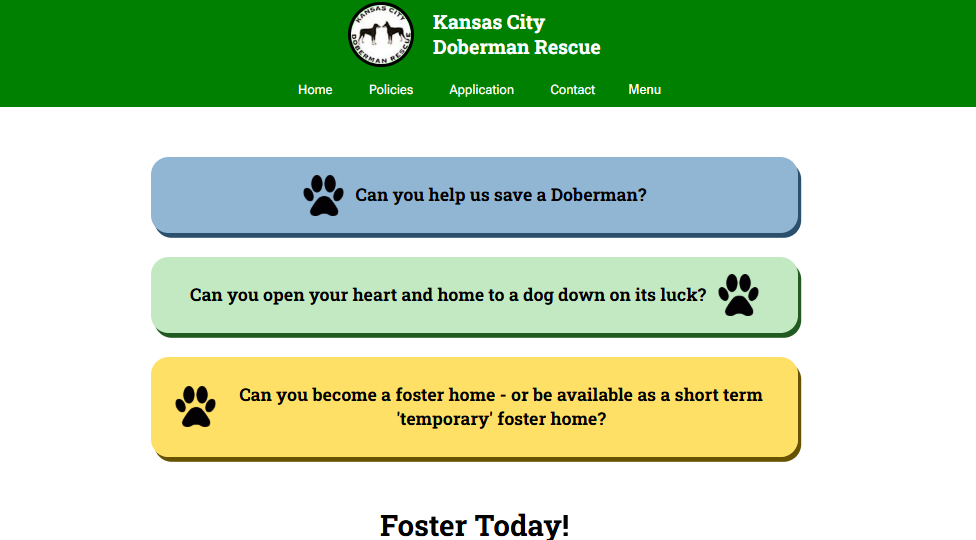 KANSAS CITY
DOBERMAN RESCUE
Kansas City
Doberman Rescue
Home Policies Application Contact Menu
Can you help us save a Doberman?
Can you open your heart and home to a dog down on its luck?
Can you become a foster home - or be available as a short term
'temporary' foster home?
Foster Today!